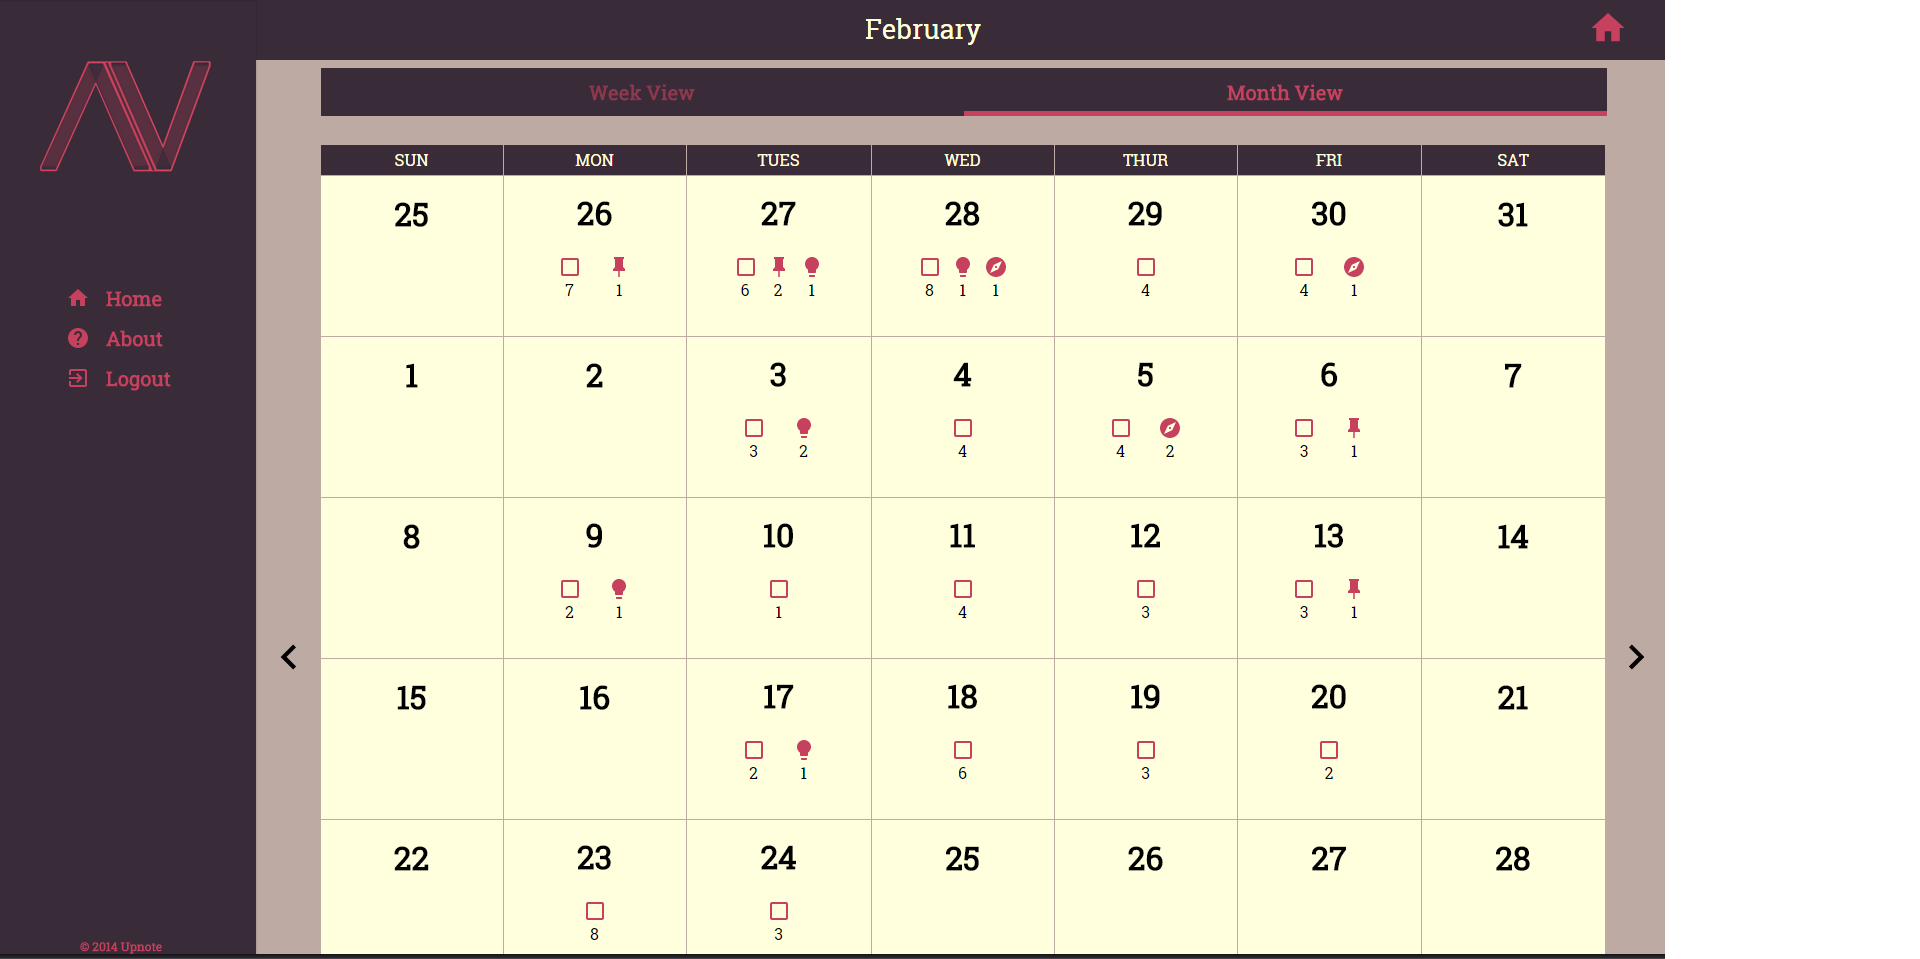 February
Week View Month View
SUN MON TUES WED THUR FRI SAT
25 26 27 28 29 30 31
7 1 6 2 1 8 1 1 4 4 1
Home
About
Logout
1 2 3 4 5 6 7
3 2 4 4 2 3 1
8 9 10 11 12 13 14
2 1 1 4 3 3 1
15 16 17 18 19 20 21
2 1 6 3 2
22 23 24 25 26 27 28
8 3
© 2014 Upnote